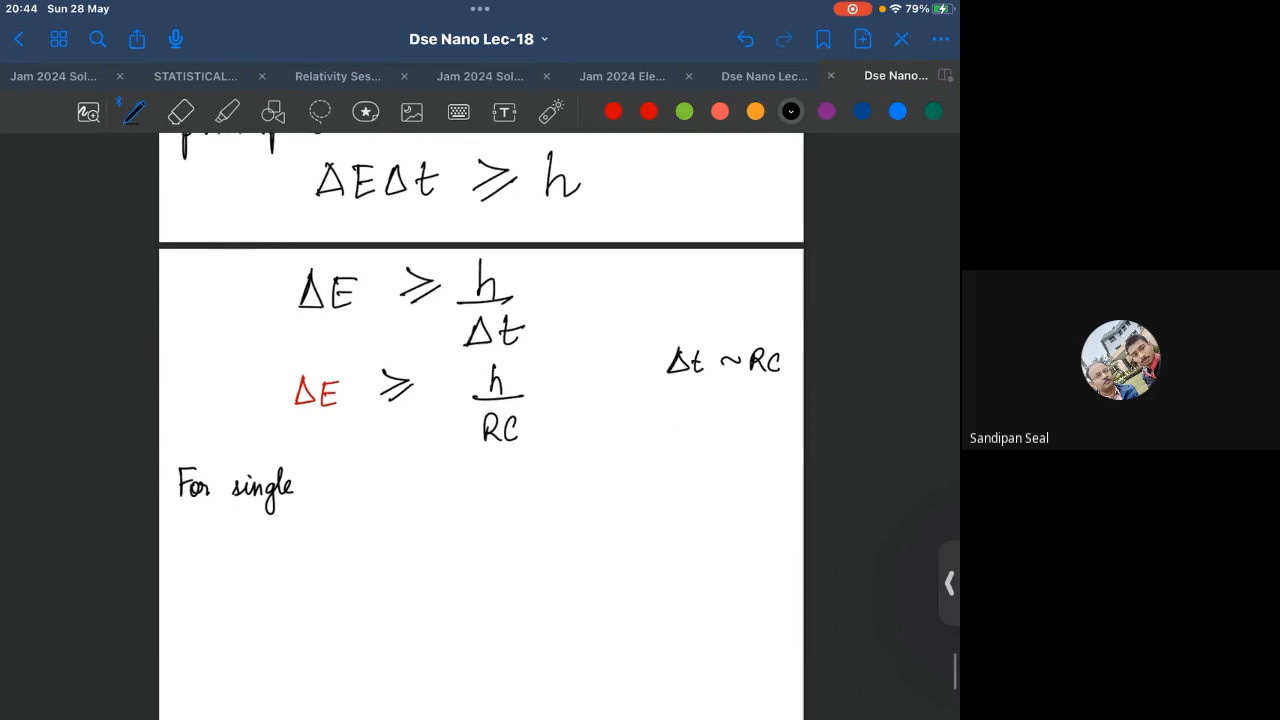 20:44 Sun 28 May
79%
Dse Nano Lec-18
Jam 2024 Sol...
STATISTICAL...
Relativity Ses...
Jam 2024 Sol...
Jam 2024 Ele...
Dse Nano Lec...
Dse Nano...
ΔEΔt ⩾ h
ΔE ⩾ h/Δt
Δt ~ RC
ΔE ⩾ h/RC
For single
Sandipan Seal